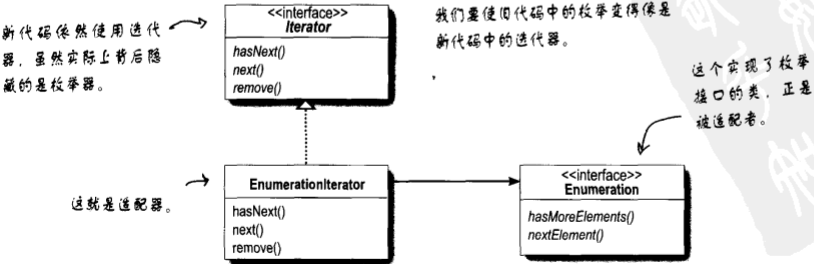 新代码依然使用迭代
器，虽然实际上背后隐
藏的是枚举器。
<<interface>>
Iterator
hasNext()
next()
remove()
我们要使旧代码中的枚举变得像是
新代码中的迭代器。
这个实现了枚举
接口的类，正是
被适配者。
这就是适配器。
EnumerationIterator
hasNext()
next()
remove()
<<interface>>
Enumeration
hasMoreElements()
nextElement()